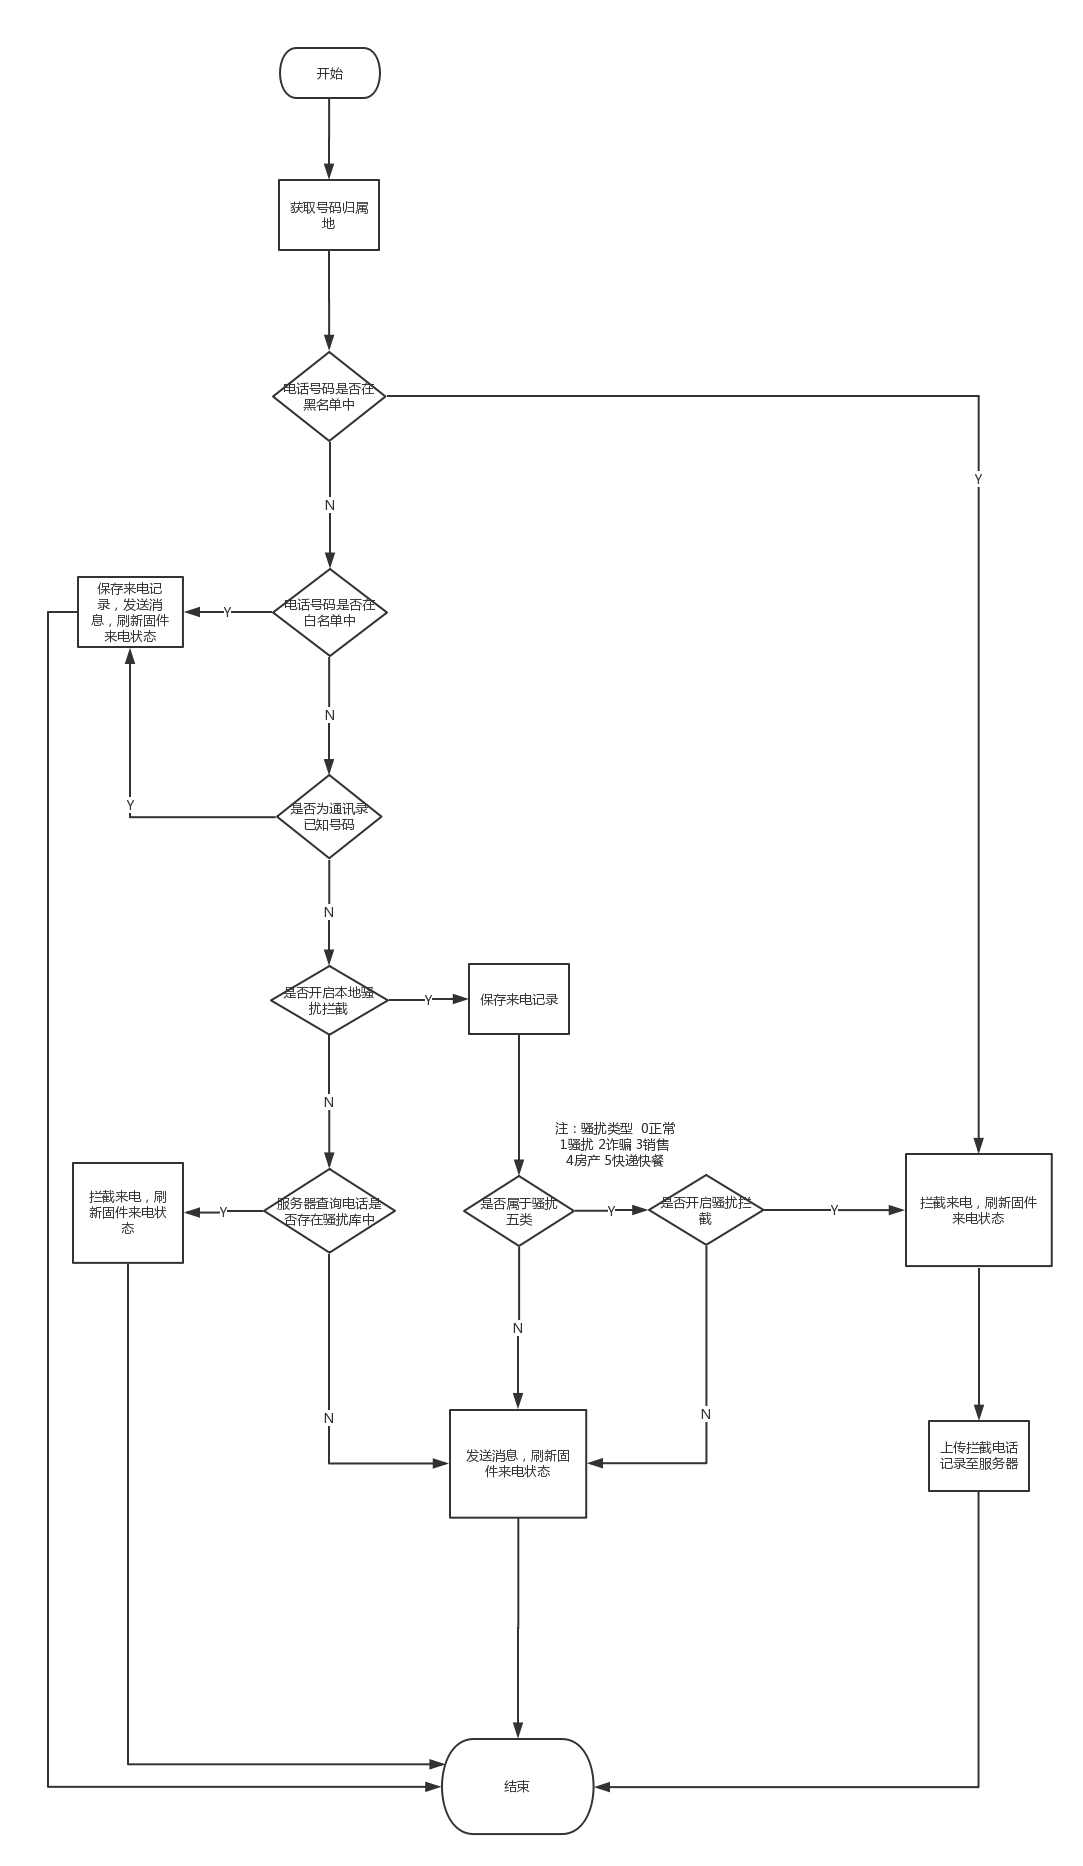 开始
获取号码归属
地
电话号码是否在
黑名单中
Y
N
保存来电记
录，发送消
息，刷新固件
来电状态
Y
电话号码是否在
白名单中
N
Y
是否为通讯录
已知号码
N
是否开启本地骚
扰拦截
Y
保存来电记录
N
注：骚扰类型  0正常
1骚扰 2诈骗 3销售
4房产 5快递快餐
拦截来电，刷
新固件来电状
态
Y
服务器查询电话是
否存在骚扰库中
是否属于骚扰
五类
Y
是否开启骚扰拦
截
Y
拦截来电，刷新固件
来电状态
N
N
N
发送消息，刷新固
件来电状态
上传拦截电话
记录至服务器
结束